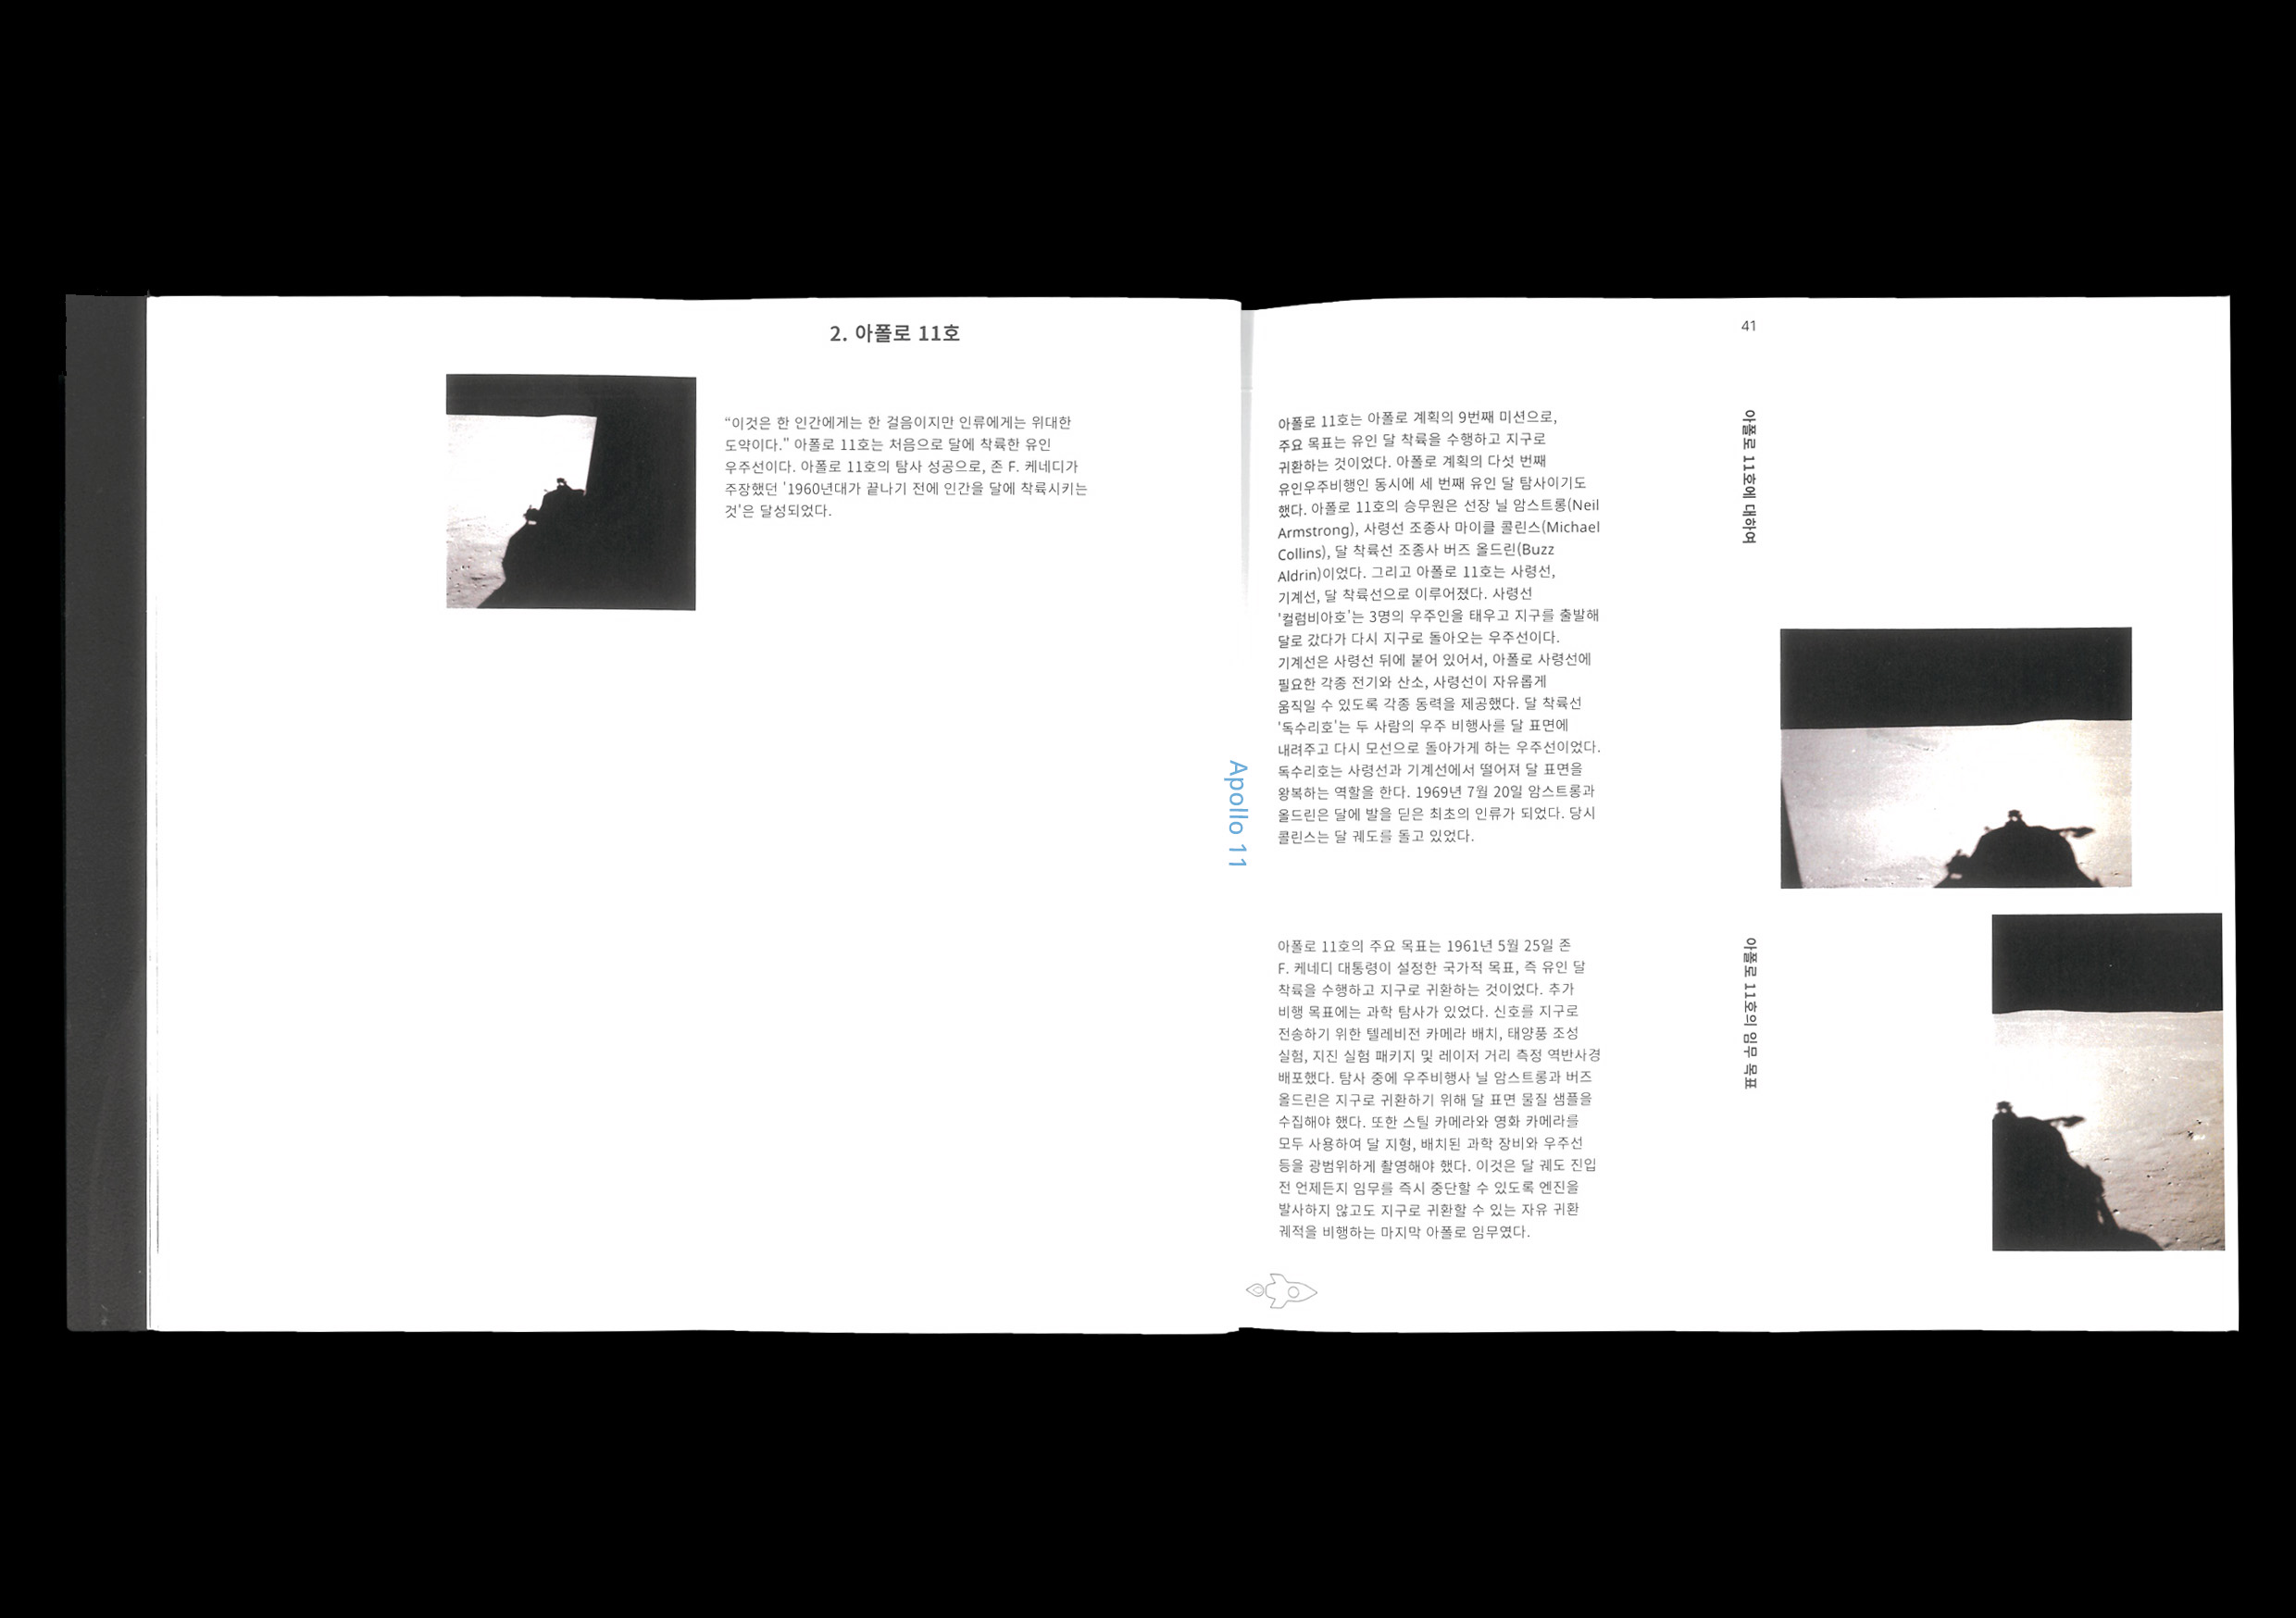 2. 아폴로 11호
“이것은 한 인간에게는 한 걸음이지만 인류에게는 위대한
도약이다." 아폴로 11호는 처음으로 달에 착륙한 유인
우주선이다. 아폴로 11호의 탐사 성공으로, 존 F. 케네디가
주장했던 '1960년대가 끝나기 전에 인간을 달에 착륙시키는
것'은 달성되었다.
Apollo 11
41
아폴로 11호에 대하여
아폴로 11호는 아폴로 계획의 9번째 미션으로,
주요 목표는 유인 달 착륙을 수행하고 지구로
귀환하는 것이었다. 아폴로 계획의 다섯 번째
유인우주비행인 동시에 세 번째 유인 달 탐사이기도
했다. 아폴로 11호의 승무원은 선장 닐 암스트롱(Neil
Armstrong), 사령선 조종사 마이클 콜린스(Michael
Collins), 달 착륙선 조종사 버즈 올드린(Buzz
Aldrin)이었다. 그리고 아폴로 11호는 사령선,
기계선, 달 착륙선으로 이루어졌다. 사령선
'컬럼비아호'는 3명의 우주인을 태우고 지구를 출발해
달로 갔다가 다시 지구로 돌아오는 우주선이다.
기계선은 사령선 뒤에 붙어 있어서, 아폴로 사령선에
필요한 각종 전기와 산소, 사령선이 자유롭게
움직일 수 있도록 각종 동력을 제공했다. 달 착륙선
'독수리호'는 두 사람의 우주 비행사를 달 표면에
내려주고 다시 모선으로 돌아가게 하는 우주선이었다.
독수리호는 사령선과 기계선에서 떨어져 달 표면을
왕복하는 역할을 한다. 1969년 7월 20일 암스트롱과
올드린은 달에 발을 딛은 최초의 인류가 되었다. 당시
콜린스는 달 궤도를 돌고 있었다.
아폴로 11호의 임무 목표
아폴로 11호의 주요 목표는 1961년 5월 25일 존
F. 케네디 대통령이 설정한 국가적 목표, 즉 유인 달
착륙을 수행하고 지구로 귀환하는 것이었다. 추가
비행 목표에는 과학 탐사가 있었다. 신호를 지구로
전송하기 위한 텔레비전 카메라 배치, 태양풍 조성
실험, 지진 실험 패키지 및 레이저 거리 측정 역반사경
배포했다. 탐사 중에 우주비행사 닐 암스트롱과 버즈
올드린은 지구로 귀환하기 위해 달 표면 물질 샘플을
수집해야 했다. 또한 스틸 카메라와 영화 카메라를
모두 사용하여 달 지형, 배치된 과학 장비와 우주선
등을 광범위하게 촬영해야 했다. 이것은 달 궤도 진입
전 언제든지 임무를 즉시 중단할 수 있도록 엔진을
발사하지 않고도 지구로 귀환할 수 있는 자유 귀환
궤적을 비행하는 마지막 아폴로 임무였다.